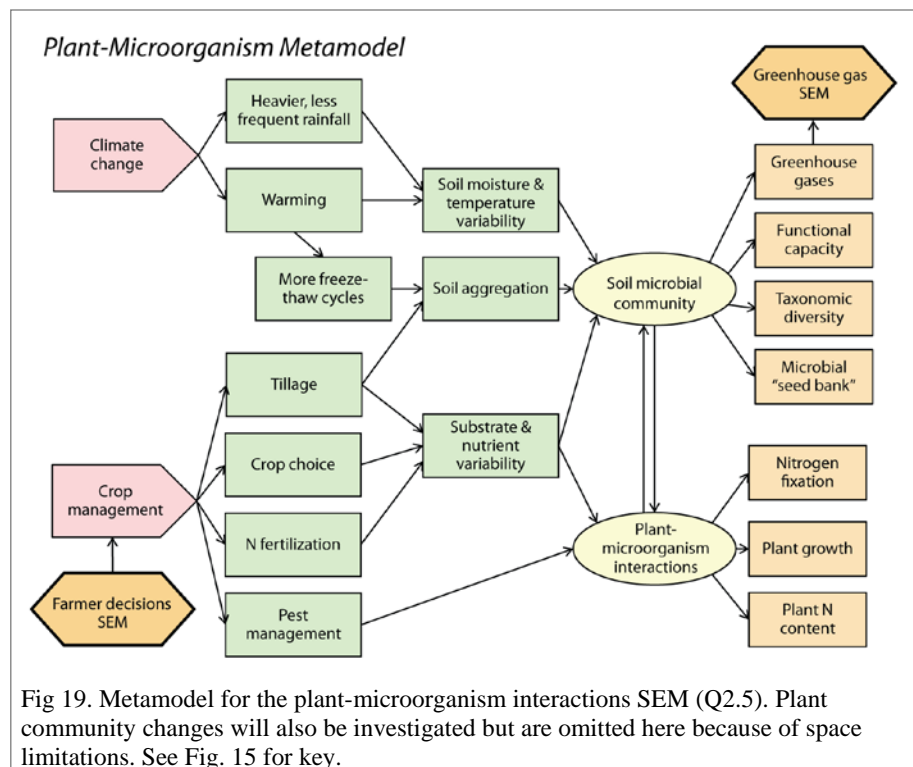 Plant-Microorganism Metamodel
Greenhouse gas
SEM
Heavier, less
frequent rainfall
Climate
change
Greenhouse
gases
Warming
Soil moisture &
temperature
variability
Functional
capacity
More freeze-
thaw cycles
Soil aggregation
Soil microbial
community
Taxonomic
diversity
Tillage
Microbial
"seed bank"
Crop choice
Substrate &
nutrient
variability
Nitrogen
fixation
Crop
management
N fertilization
Plant-
microorganism
interactions
Plant growth
Farmer decisions
SEM
Pest
management
Plant N
content
Fig 19. Metamodel for the plant-microorganism interactions SEM (Q2.5). Plant
community changes will also be investigated but are omitted here because of space
limitations. See Fig. 15 for key.